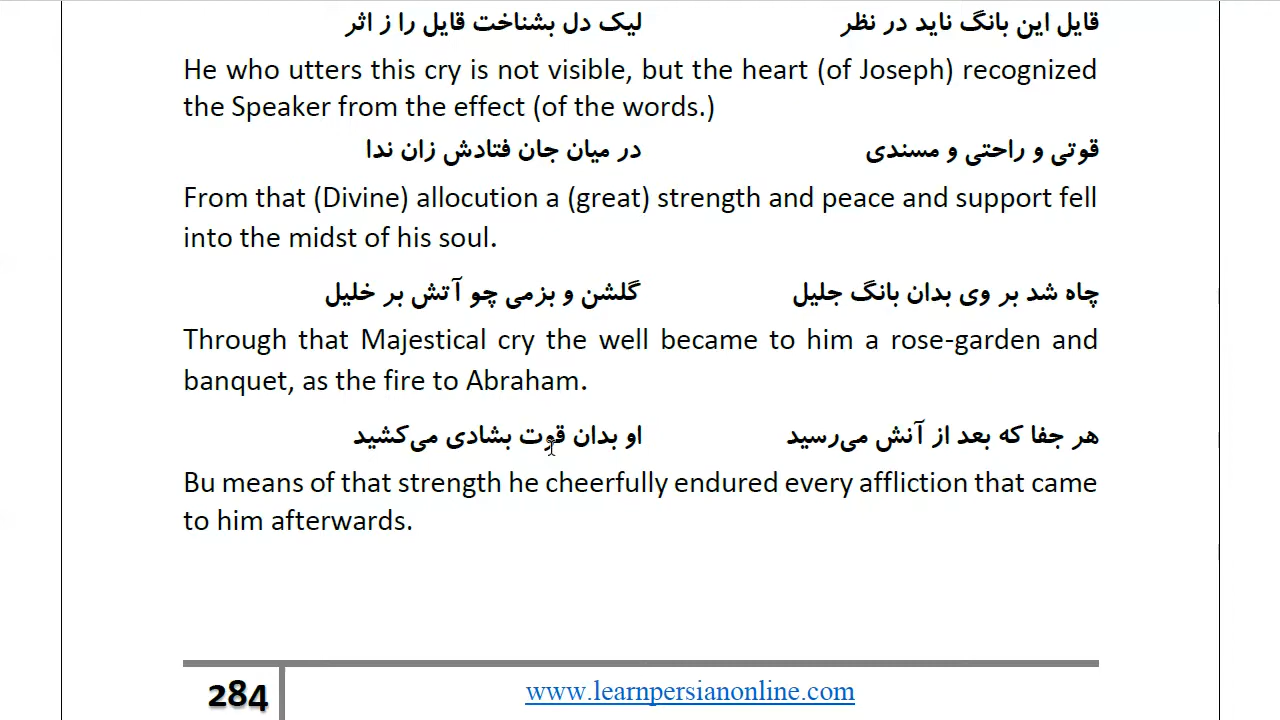 قایل این بانگ ناید در نظر لیک دل بشناخت قایل را ز اثر
He who utters this cry is not visible, but the heart (of Joseph) recognized
the Speaker from the effect (of the words.)
قوتی و راحتی و مسندی در میان جان فتادش زان ندا
From that (Divine) allocution a (great) strength and peace and support fell
into the midst of his soul.
چاه شد بر وی بدان بانگ جلیل گلشن و بزمی چو آتش بر خلیل
Through that Majestical cry the well became to him a rose-garden and
banquet, as the fire to Abraham.
هر جفا که بعد از آنش می‌رسید او بدان قوت بشادی می‌کشید
Bu means of that strength he cheerfully endured every affliction that came
to him afterwards.
284 www.learnpersianonline.com